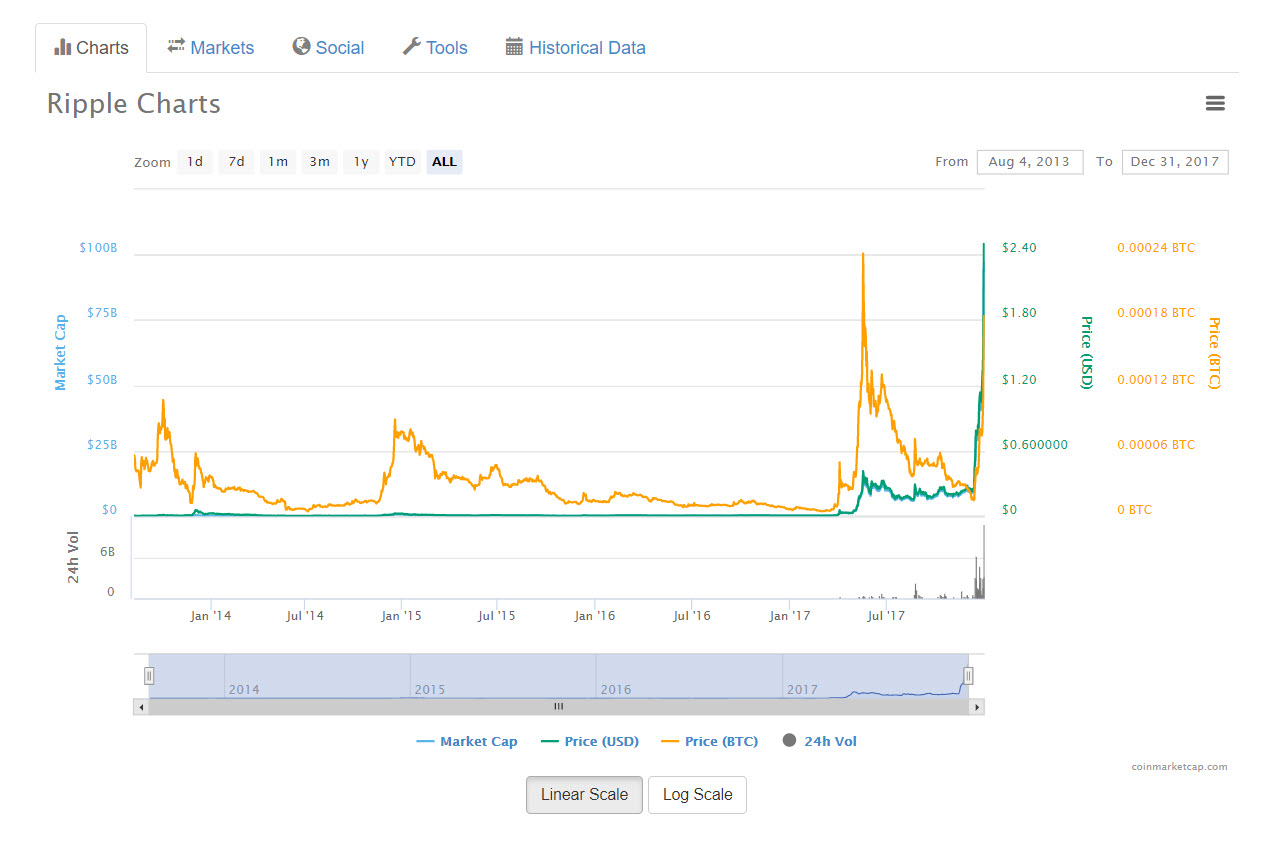 Charts Markets Social Tools Historical Data
Ripple Charts
Zoom 1d 7d 1m 3m 1y YTD ALL From Aug 4, 2013 To Dec 31, 2017
$100B $2.40 0.00024 BTC
$75B $1.80 0.00018 BTC
Market Cap
Price (USD)
Price (BTC)
$50B $1.20 0.00012 BTC
$25B $0.600000 0.00006 BTC
$0 $0 0 BTC
24h Vol
6B
0
Jan '14 Jul '14 Jan '15 Jul '15 Jan '16 Jul '16 Jan '17 Jul '17
2014 2015 2016 2017
Market Cap Price (USD) Price (BTC) 24h Vol
coinmarketcap.com
Linear Scale Log Scale